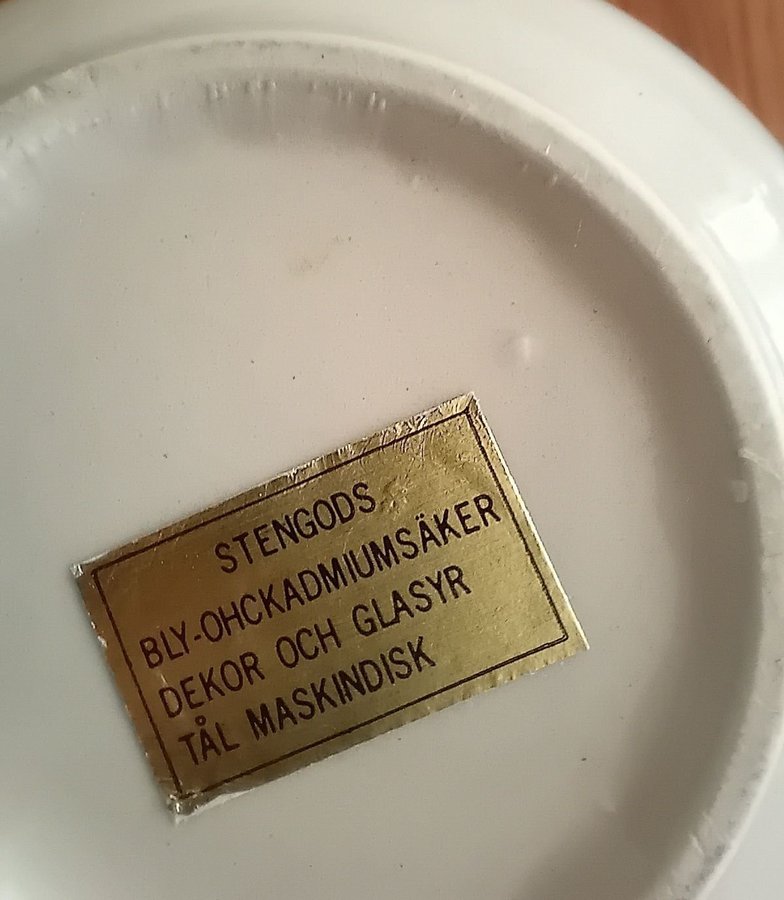 STENGODS
BLY-OHCKADMIUMSÄKER
DEKOR OCH GLASYR
TÅL MASKINDISK